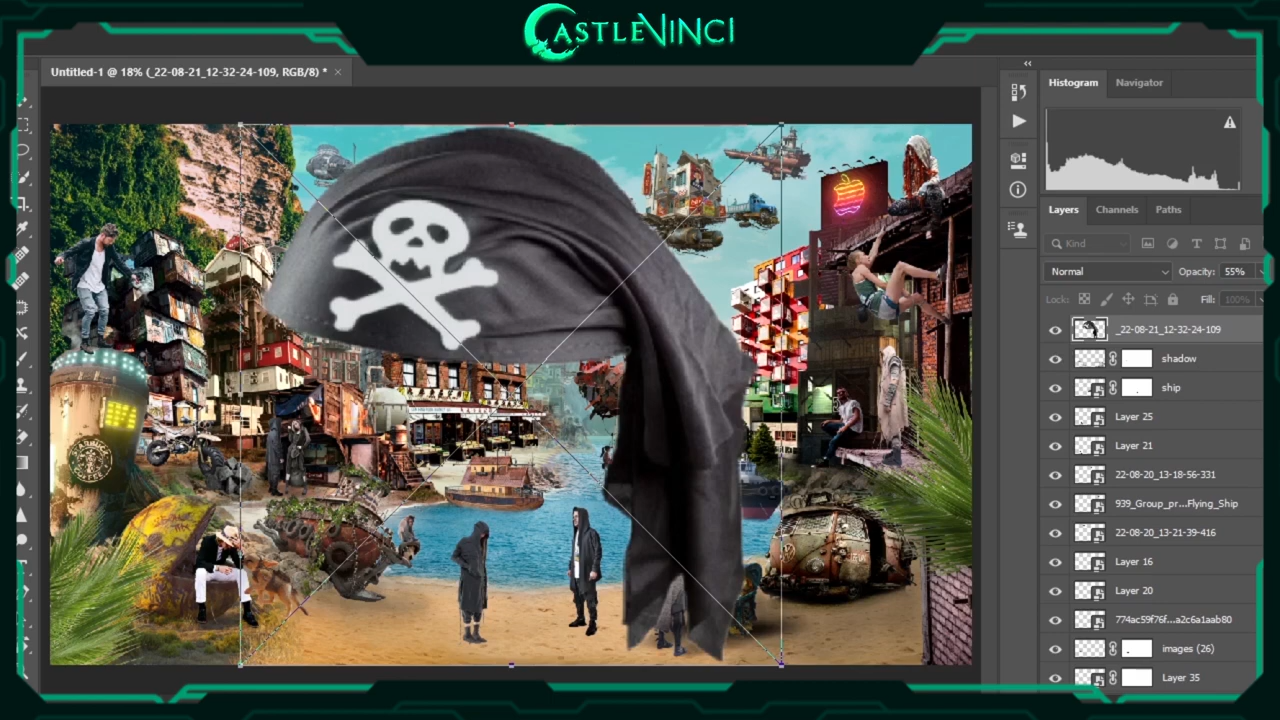 CASTLEVINCI
Untitled-1 @ 18% (_22-08-21_12-32-24-109, RGB/8) * ×
Histogram Navigator
Layers Channels Paths
Kind
Normal Opacity: 55%
Lock: Fill: 100%
_22-08-21_12-32-24-109
shadow
ship
Layer 25
Layer 21
22-08-20_13-18-56-331
939_Group_pr...Flying_Ship
22-08-20_13-21-39-416
Layer 16
Layer 20
774ac59f76f...a2c6a1aab80
images (26)
Layer 35